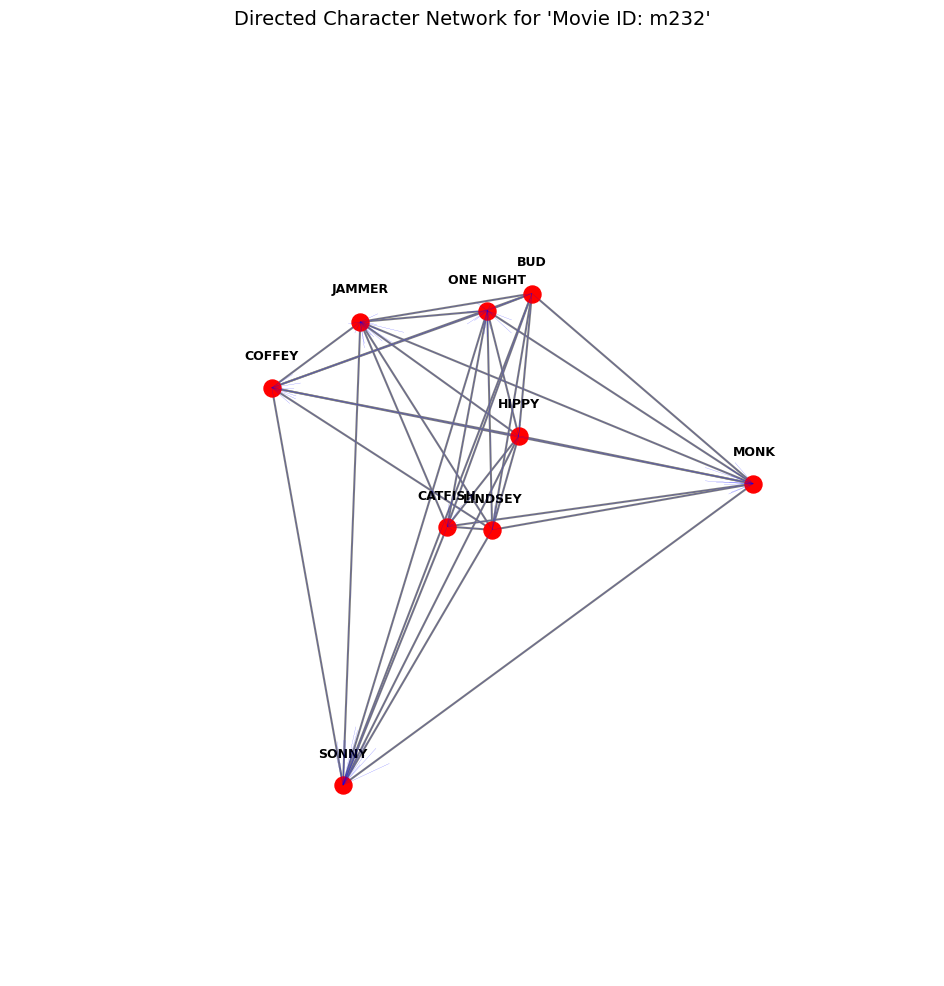 Directed Character Network for 'Movie ID: m232'
BUD
ONE NIGHT
JAMMER
COFFEY
HIPPY
MONK
CATFISH
LINDSEY
SONNY